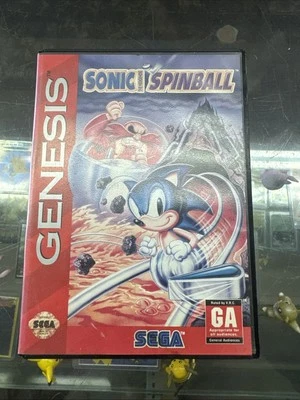 GENESIS
SONIC SPINBALL
SEGA
Rated by V.R.C.
GA
Appropriate for
all audiences.
General Audiences
SEGA